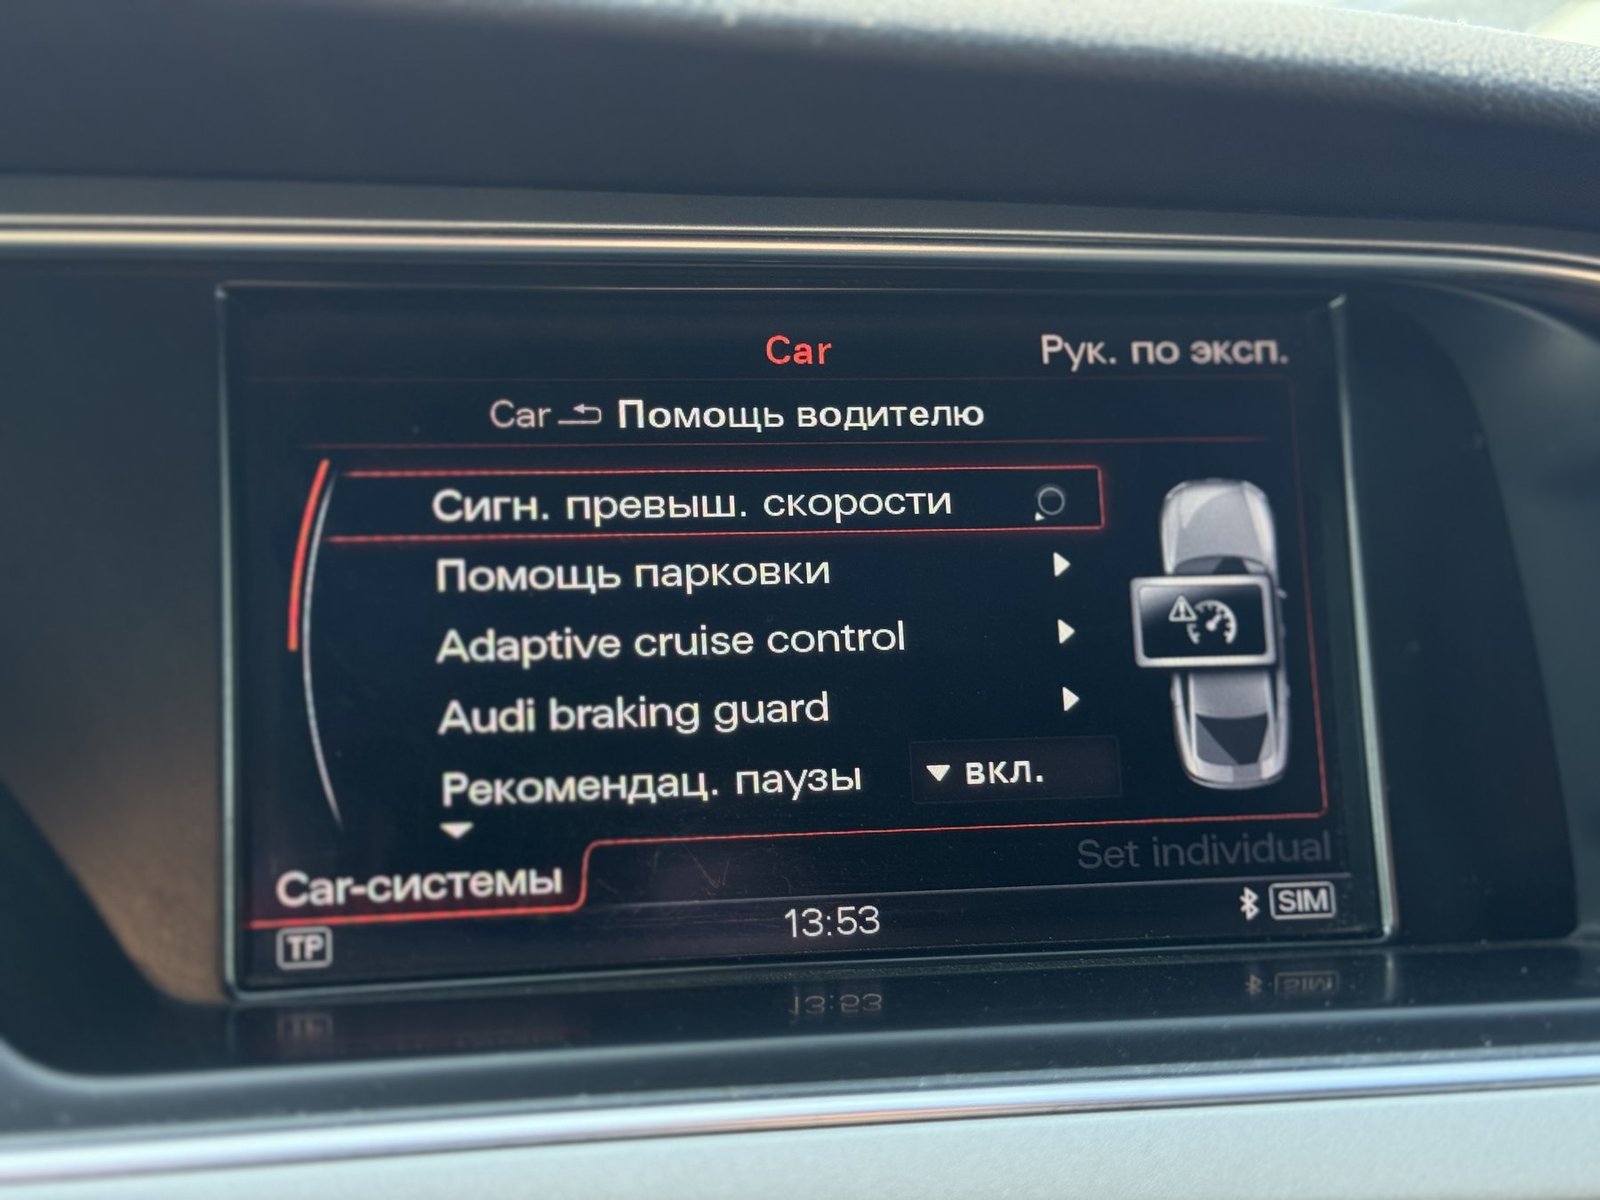 Car
Рук. по эксп.
Car Помощь водителю
Сигн. превыш. скорости
Помощь парковки
Adaptive cruise control
Audi braking guard
Рекомендац. паузы вкл.
Set individual
Car-системы
TP
13:53
SIM